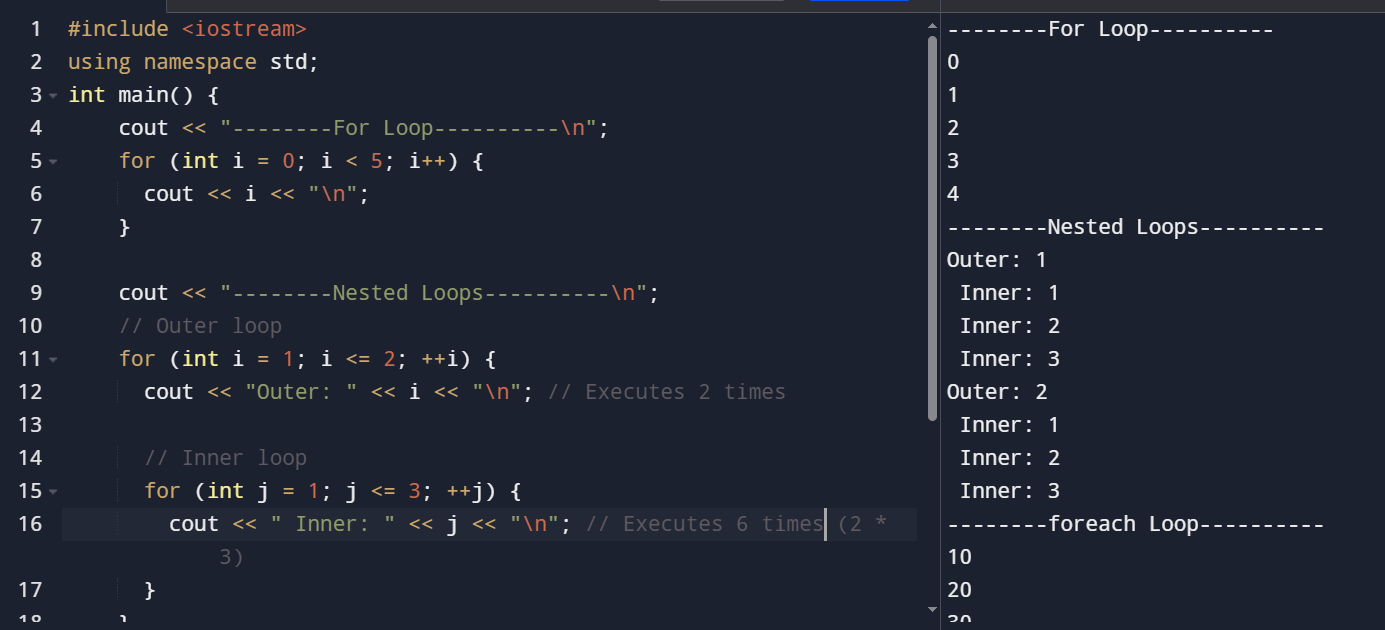 1 #include <iostream>
2 using namespace std;
3 int main() {
4 cout << "--------For Loop----------\n";
5 for (int i = 0; i < 5; i++) {
6 cout << i << "\n";
7 }
8
9 cout << "--------Nested Loops----------\n";
10 // Outer loop
11 for (int i = 1; i <= 2; ++i) {
12 cout << "Outer: " << i << "\n"; // Executes 2 times
13
14 // Inner loop
15 for (int j = 1; j <= 3; ++j) {
16 cout << " Inner: " << j << "\n"; // Executes 6 times (2 *
3)
17 }
18 }
--------For Loop----------
0
1
2
3
4
--------Nested Loops----------
Outer: 1
 Inner: 1
 Inner: 2
 Inner: 3
Outer: 2
 Inner: 1
 Inner: 2
 Inner: 3
--------foreach Loop----------
10
20
30